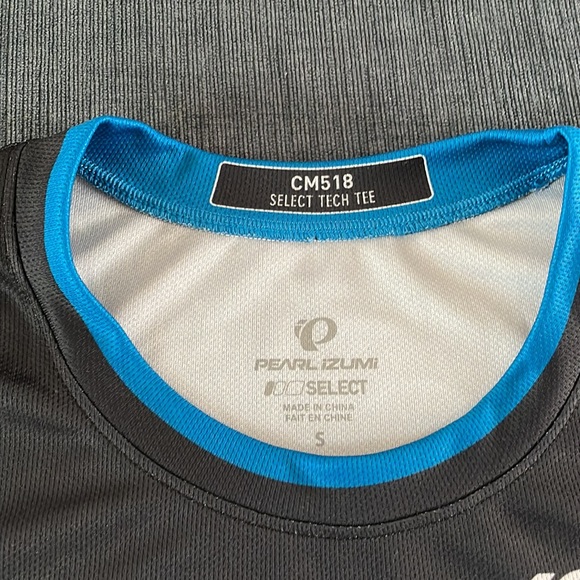 CM518
SELECT TECH TEE
PEARL iZUMi
SELECT
MADE IN CHINA
FAIT EN CHINE
S